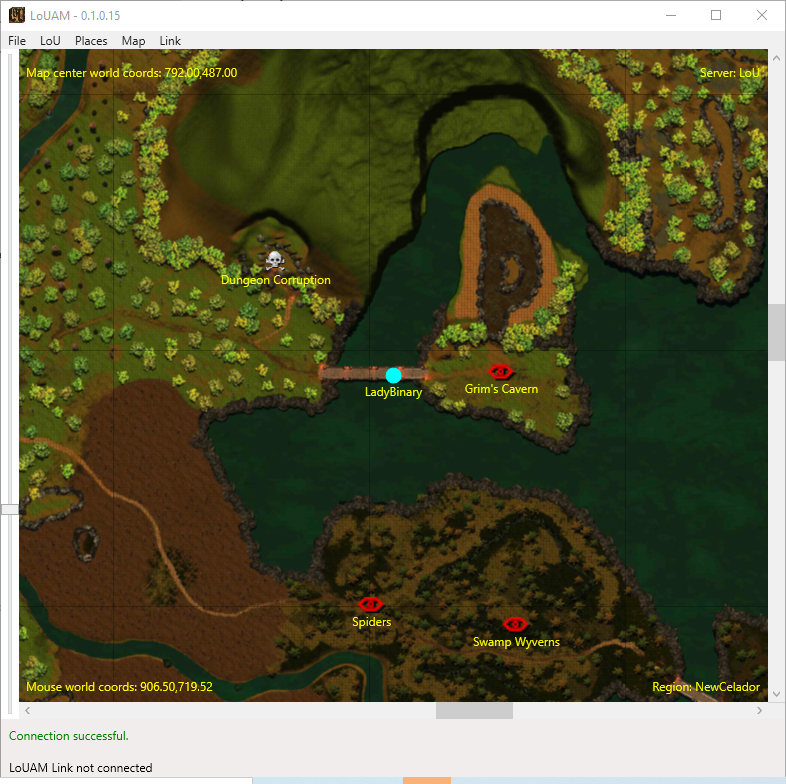 LoUAM - 0.1.0.15
File LoU Places Map Link
Map center world coords: 792.00,487.00
Server: LoU
Dungeon Corruption
LadyBinary
Grim's Cavern
Spiders
Swamp Wyverns
Mouse world coords: 906.50,719.52
Region: NewCelador
Connection successful.
LoUAM Link not connected